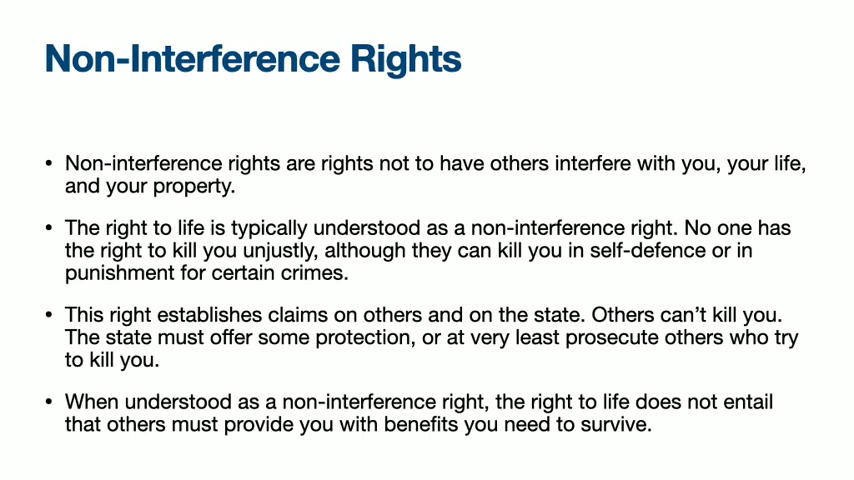 Non-Interference Rights
• Non-interference rights are rights not to have others interfere with you, your life,
and your property.
• The right to life is typically understood as a non-interference right. No one has
the right to kill you unjustly, although they can kill you in self-defence or in
punishment for certain crimes.
• This right establishes claims on others and on the state. Others can’t kill you.
The state must offer some protection, or at very least prosecute others who try
to kill you.
• When understood as a non-interference right, the right to life does not entail
that others must provide you with benefits you need to survive.